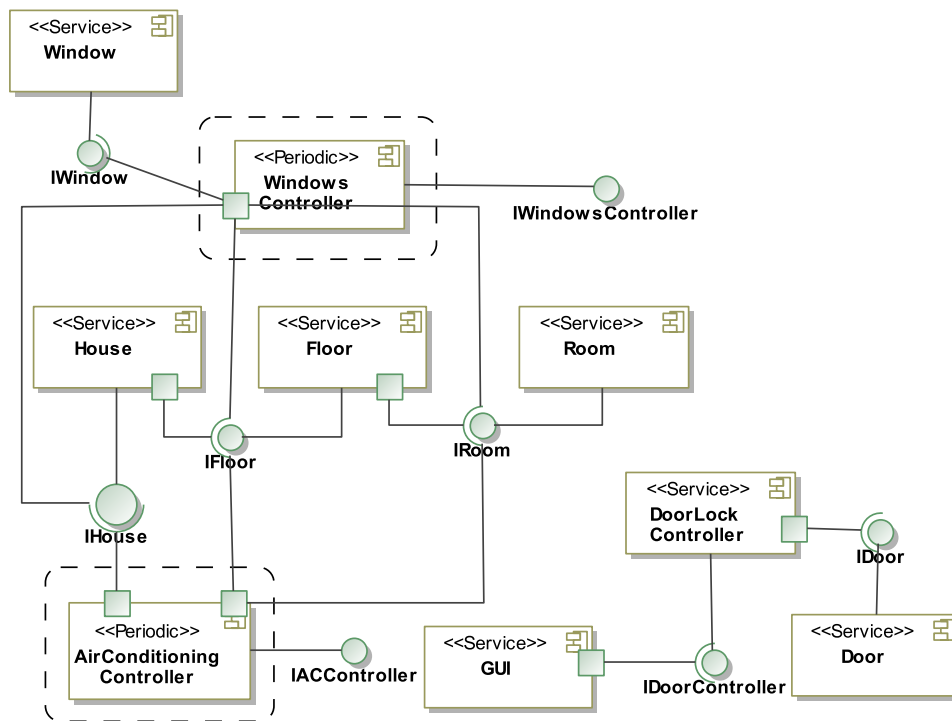 <<Service>>
Window
IWindow
<<Periodic>>
Windows
Controller
IWindowsController
<<Service>>
House
<<Service>>
Floor
<<Service>>
Room
IFloor
IRoom
IHouse
<<Service>>
DoorLock
Controller
IDoor
<<Periodic>>
AirConditioning
Controller
IACController
<<Service>>
GUI
IDoorController
<<Service>>
Door